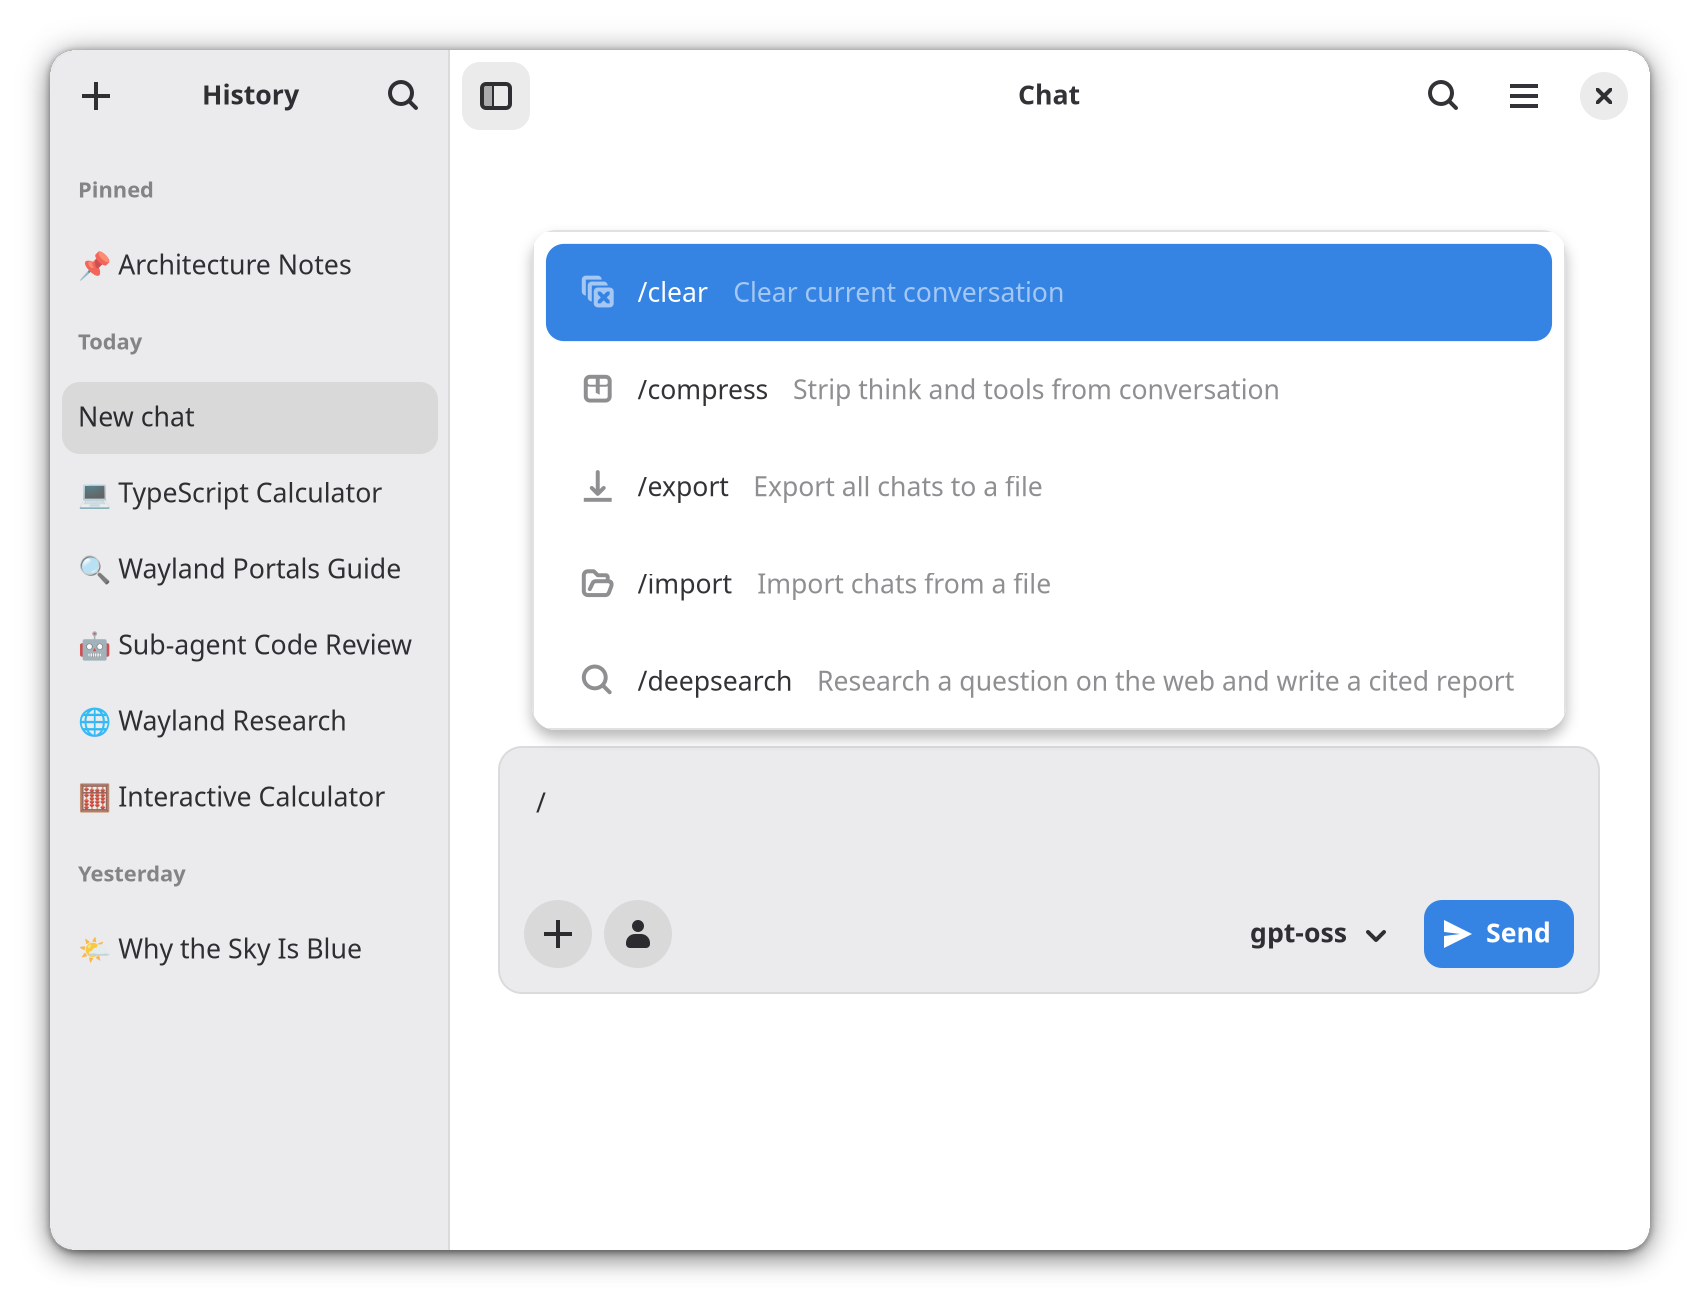 History
Pinned
📌 Architecture Notes
Today
New chat
💻 TypeScript Calculator
🔍 Wayland Portals Guide
🤖 Sub-agent Code Review
🌐 Wayland Research
🧮 Interactive Calculator
Yesterday
🌤️ Why the Sky Is Blue
Chat
/clear Clear current conversation
/compress Strip think and tools from conversation
/export Export all chats to a file
/import Import chats from a file
/deepsearch Research a question on the web and write a cited report
/
gpt-oss
Send